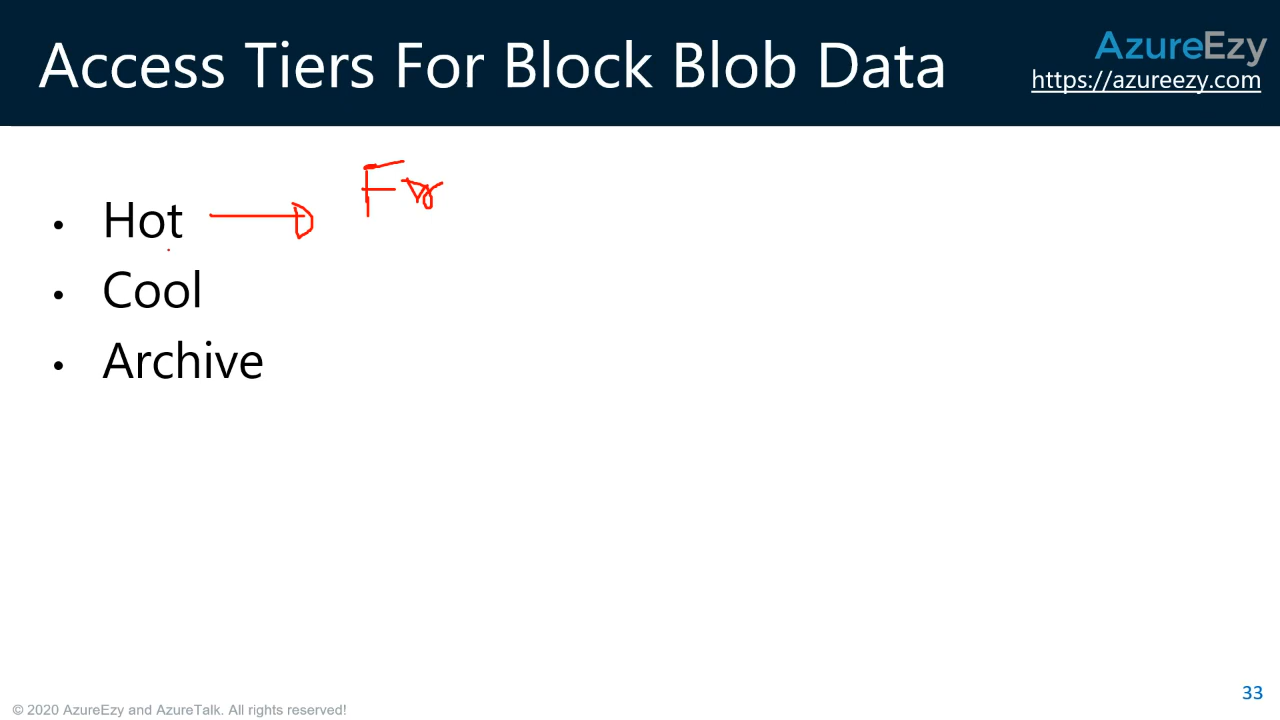 Access Tiers For Block Blob Data
AzureEzy
https://azureezy.com
• Hot
• Cool
• Archive
33
© 2020 AzureEzy and AzureTalk. All rights reserved!